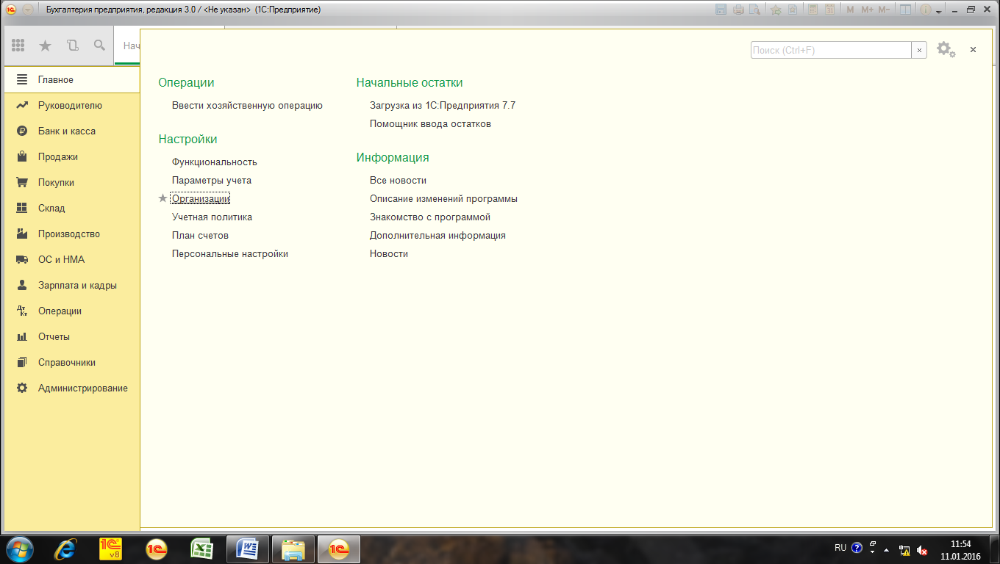 Бухгалтерия предприятия, редакция 3.0 / <Не указан> (1С:Предприятие)
M M+ M-
Нач
Поиск (Ctrl+F)
Главное
Руководителю
Банк и касса
Продажи
Покупки
Склад
Производство
ОС и НМА
Зарплата и кадры
Операции
Отчеты
Справочники
Администрирование
Операции
Ввести хозяйственную операцию
Настройки
Функциональность
Параметры учета
Организации
Учетная политика
План счетов
Персональные настройки
Начальные остатки
Загрузка из 1С:Предприятия 7.7
Помощник ввода остатков
Информация
Все новости
Описание изменений программы
Знакомство с программой
Дополнительная информация
Новости
RU
11:54
11.01.2016